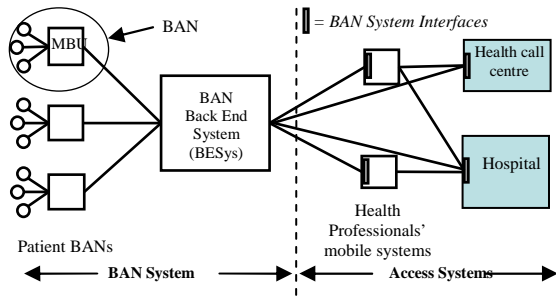 MBU
BAN
= BAN System Interfaces
Health call
centre
BAN
Back End
System
(BESys)
Hospital
Patient BANs
Health
Professionals'
mobile systems
BAN System
Access Systems